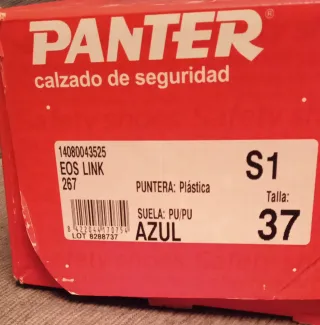 PANTER®
calzado de seguridad
14080043525
EOS LINK
267
PUNTERA: Plástica
S1
Talla:
37
SUELA: PU/PU
AZUL
8422044170754
LOT 8288737